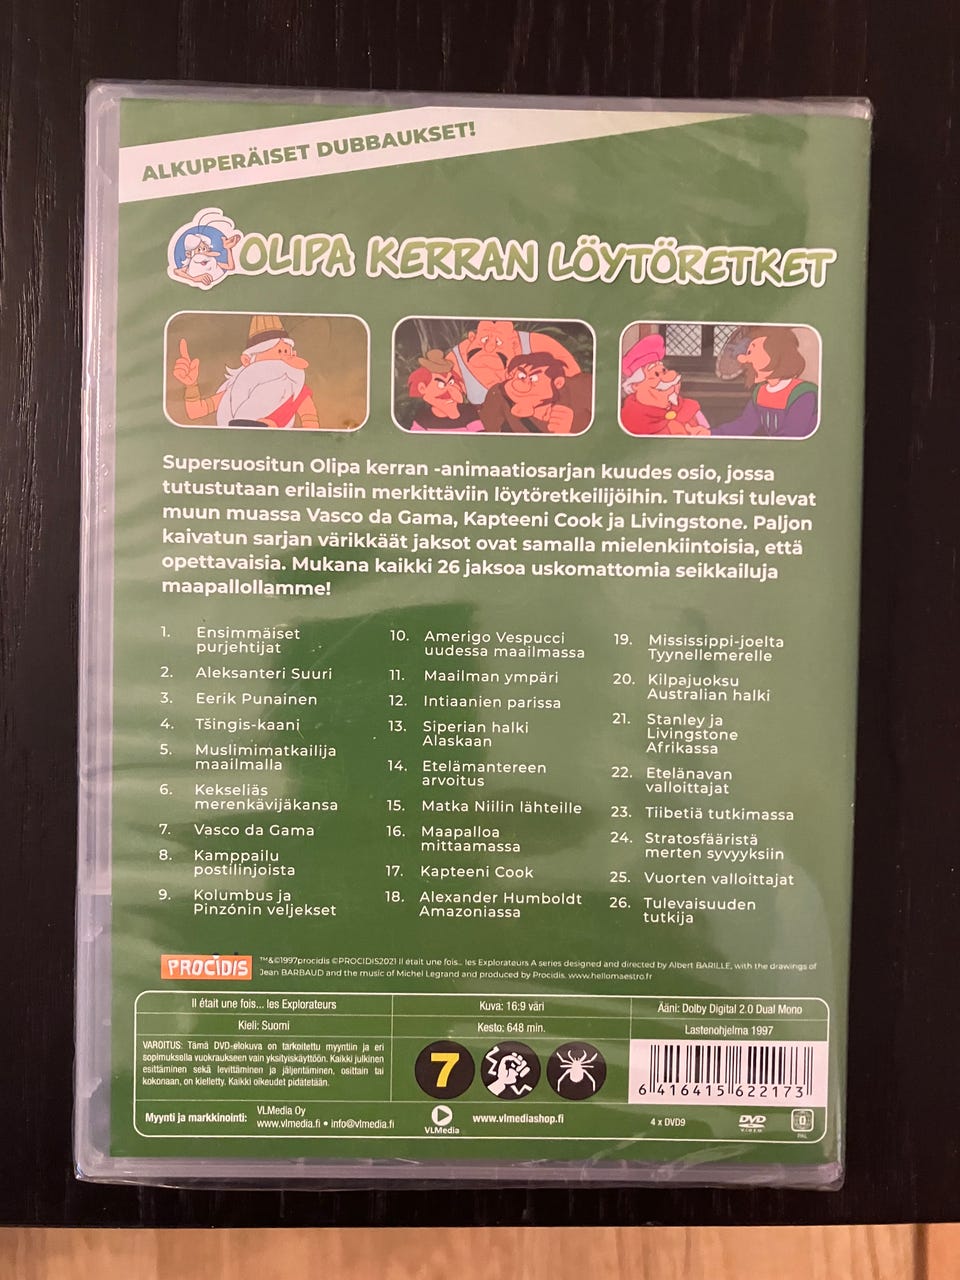 ALKUPERÄISET DUBBAUKSET!
OLIPA KERRAN LÖYTÖRETKET
Supersuositun Olipa kerran -animaatiosarjan kuudes osio, jossa
tutustutaan erilaisiin merkittäviin löytöretkeilijöihin. Tutuksi tulevat
muun muassa Vasco da Gama, Kapteeni Cook ja Livingstone. Paljon
kaivatun sarjan värikkäät jaksot ovat samalla mielenkiintoisia, että
opettavaisia. Mukana kaikki 26 jaksoa uskomattomia seikkailuja
maapallollamme!
1. Ensimmäiset
purjehtijat
2. Aleksanteri Suuri
3. Eerik Punainen
4. Tšingis-kaani
5. Muslimimatkailija
maailmalla
6. Kekseliäs
merenkävijäkansa
7. Vasco da Gama
8. Kamppailu
postilinjoista
9. Kolumbus ja
Pinzónin veljekset
10. Amerigo Vespucci
uudessa maailmassa
11. Maailman ympäri
12. Intiaanien parissa
13. Siperian halki
Alaskaan
14. Etelämantereen
arvoitus
15. Matka Niilin lähteille
16. Maapalloa
mittaamassa
17. Kapteeni Cook
18. Alexander Humboldt
Amazoniassa
19. Mississippi-joelta
Tyynellemerelle
20. Kilpajuoksu
Australian halki
21. Stanley ja
Livingstone
Afrikassa
22. Etelänavan
valloittajat
23. Tiibetiä tutkimassa
24. Stratosfääristä
merten syvyyksiin
25. Vuorten valloittajat
26. Tulevaisuuden
tutkija
PROCIDIS
™&©1997procidis ©PROCIDIS2021 Il était une fois... les Explorateurs A series designed and directed by Albert BARILLE, with the drawings of
Jean BARBAUD and the music of Michel Legrand and produced by Procidis. www.hellomaestro.fr
Il était une fois... les Explorateurs
Kieli: Suomi
Kuva: 16:9 väri
Kesto: 648 min.
Ääni: Dolby Digital 2.0 Dual Mono
Lastenohjelma 1997
VAROITUS: Tämä DVD-elokuva on tarkoitettu myyntiin ja eri
sopimuksella vuokraukseen vain yksityiskäyttöön. Kaikki julkinen
esittäminen sekä levittäminen ja jäljentäminen, osittain tai
kokonaan, on kielletty. Kaikki oikeudet pidätetään.
7
6 416415 622173
Myynti ja markkinointi:
VLMedia Oy
www.vlmedia.fi • info@vlmedia.fi
VLMedia
www.vlmediashop.fi
4 x DVD9
DVD
VIDEO
0
PAL